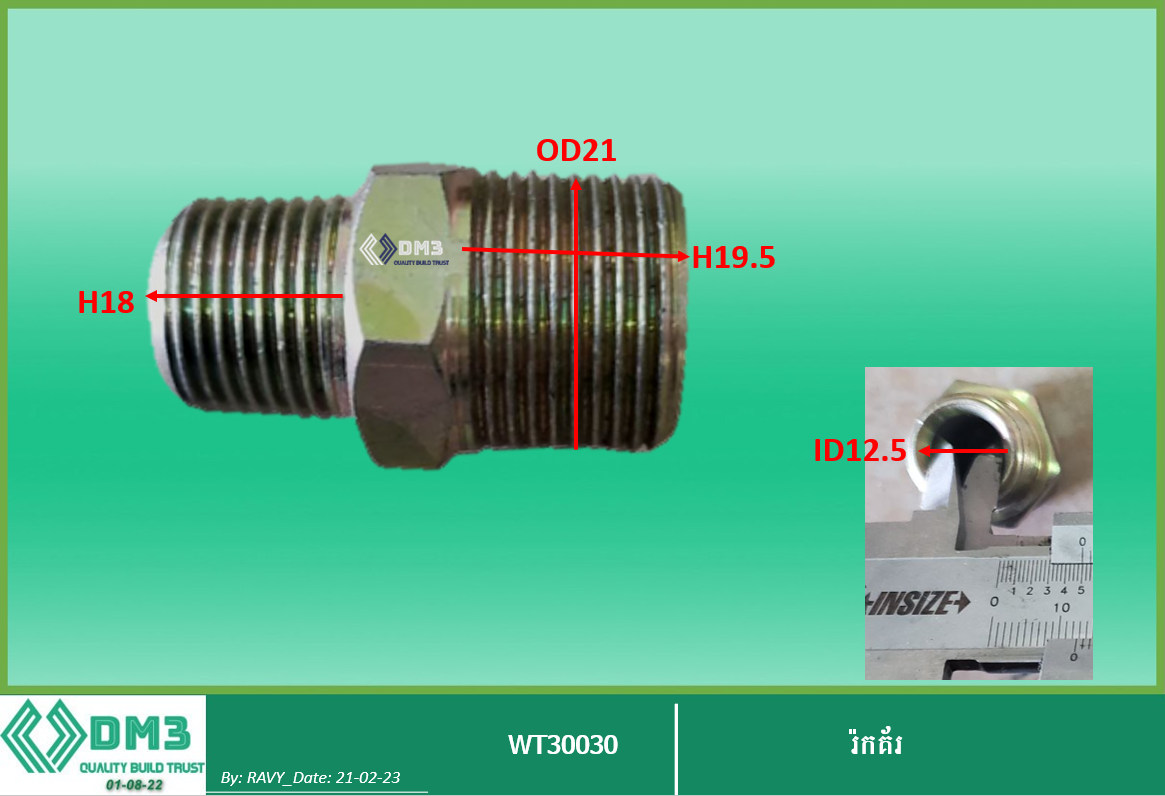 OD21
DM3
QUALITY BUILD TRUST
H19.5
H18
ID12.5
0
1 2 3 4 5
INSIZE
0 10
0
DM3
QUALITY BUILD TRUST
01-08-22
By: RAVY_Date: 21-02-23
WT30030
រ៉កគ័រ